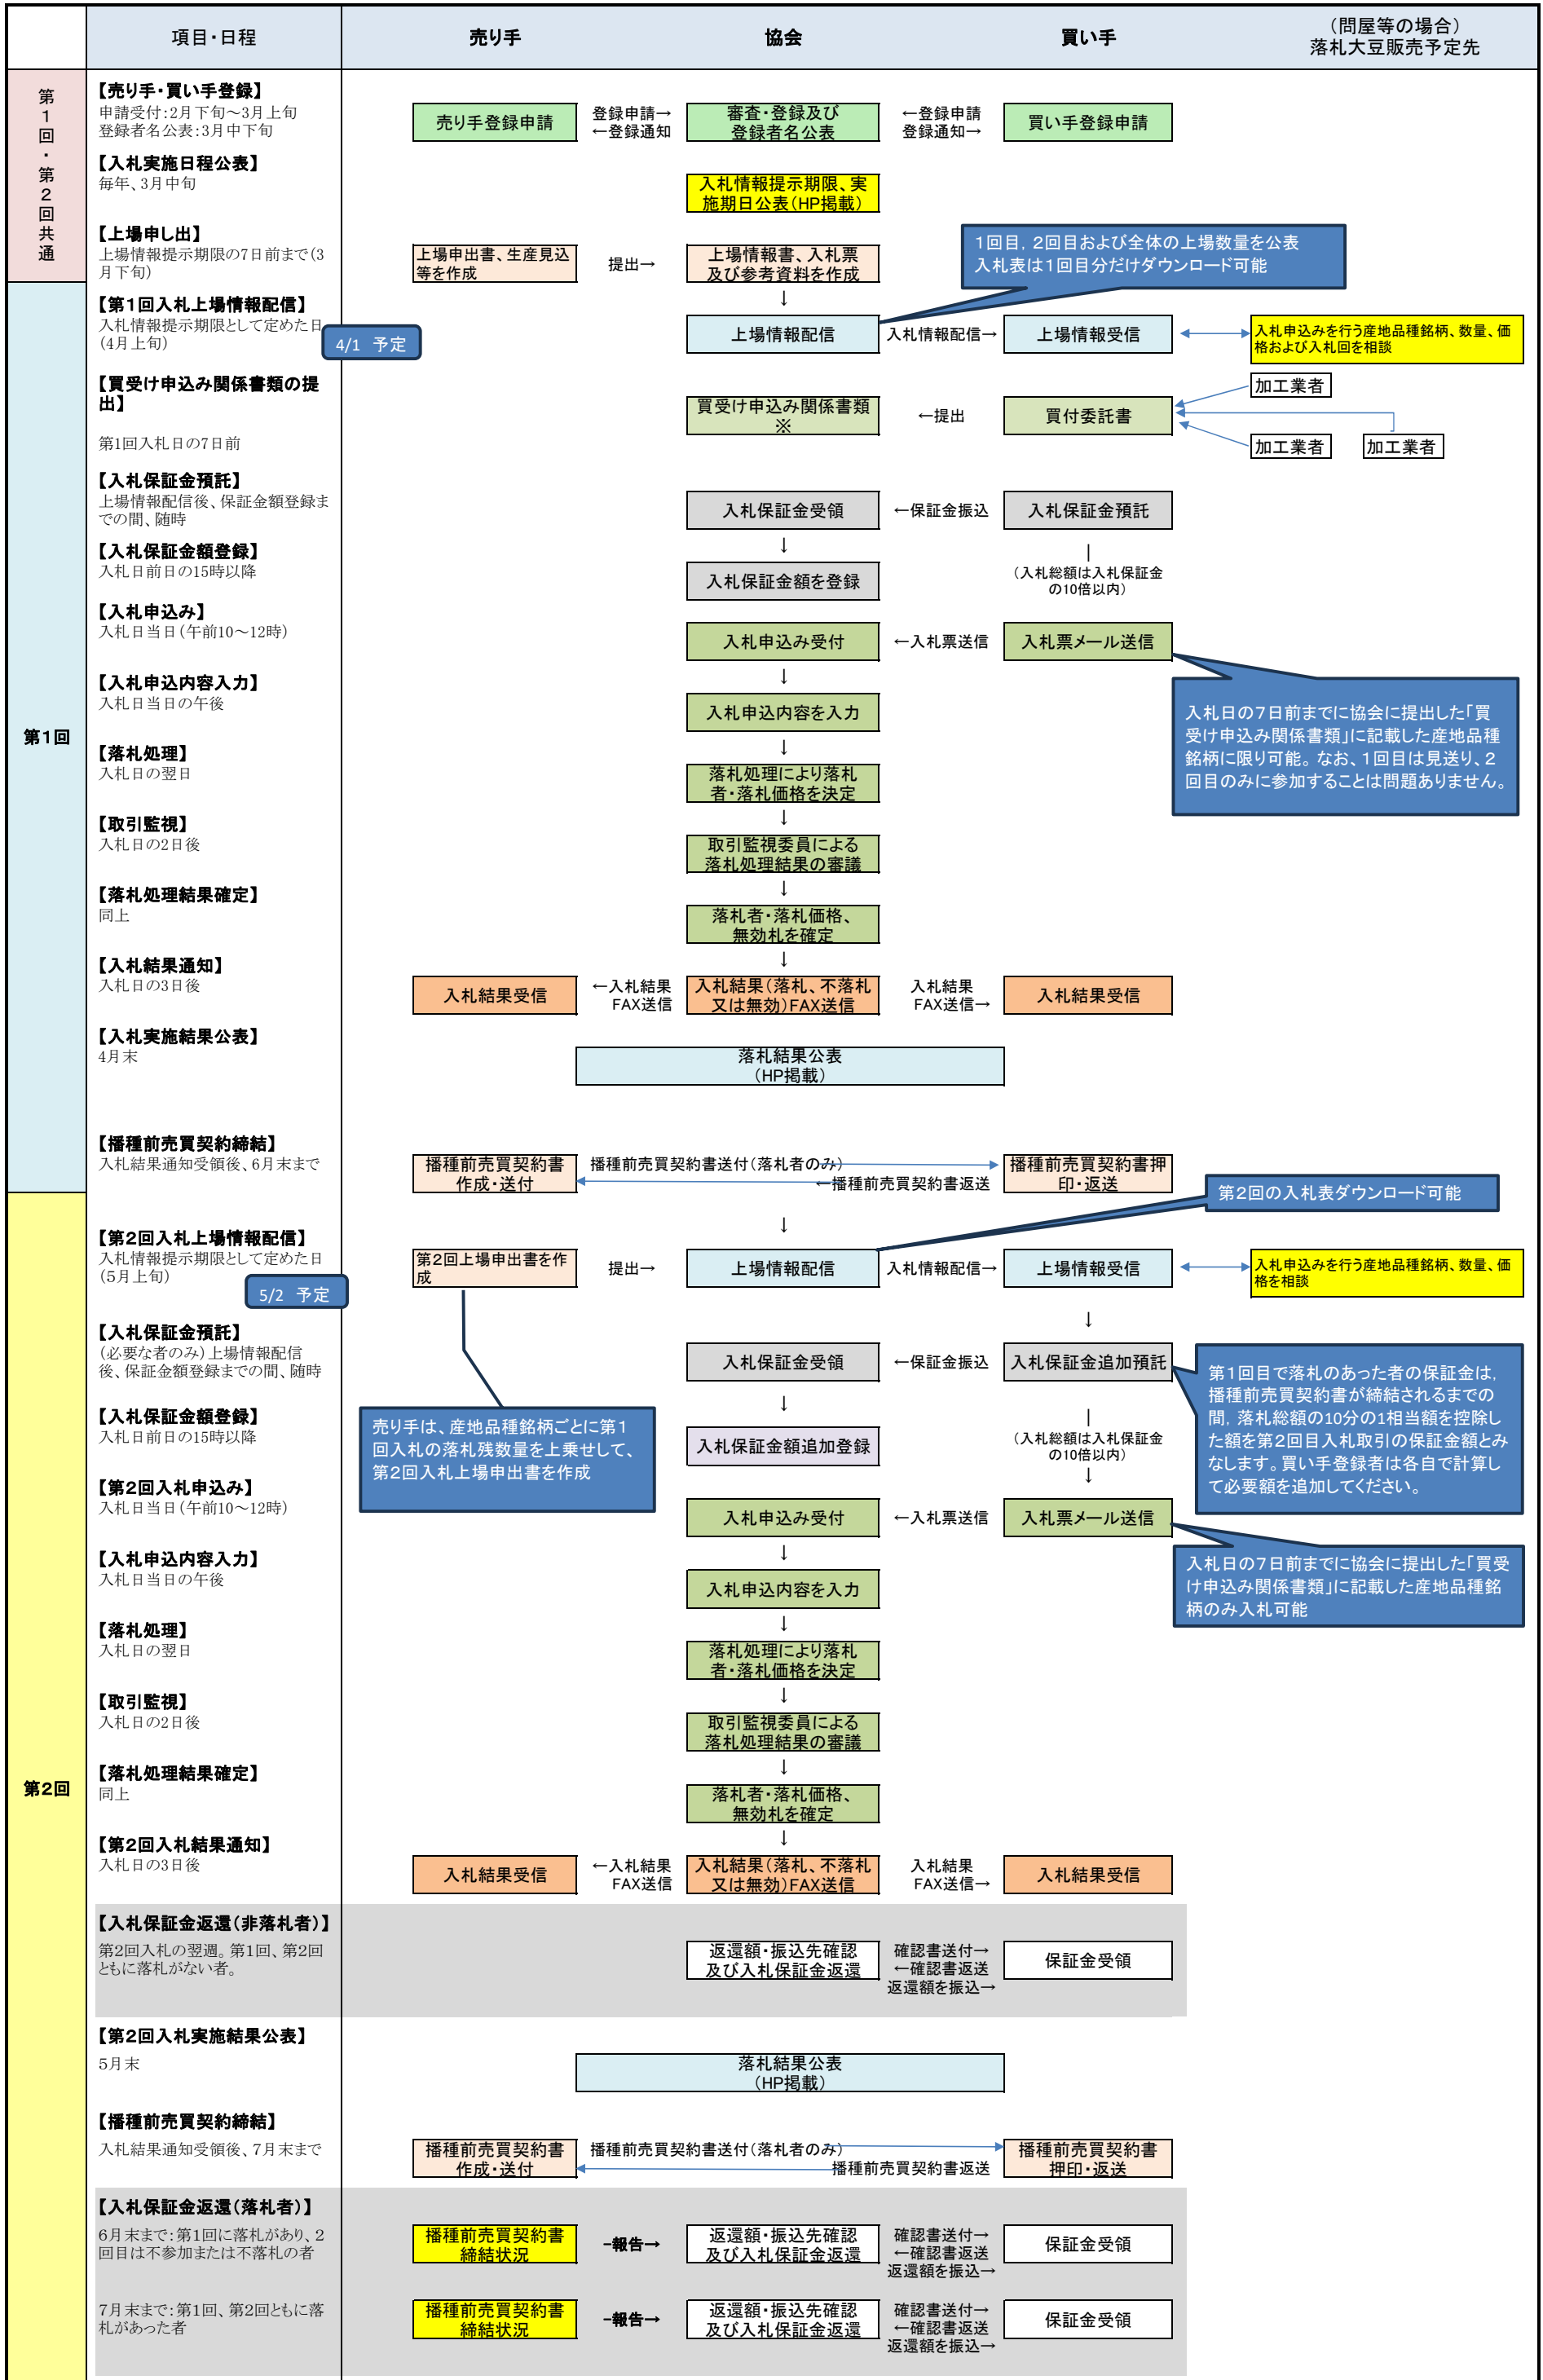 項目・日程
売り手
協会
買い手
（問屋等の場合）
落札大豆販売予定先
第1回・第2回共通
【売り手・買い手登録】
申請受付：2月下旬～3月上旬
登録者名公表：3月中下旬
売り手登録申請
登録申請→
←登録通知
審査・登録及び
登録者名公表
←登録申請
登録通知→
買い手登録申請
【入札実施日程公表】
毎年、3月中旬
入札情報提示期限、実
施期日公表（HP掲載）
【上場申し出】
上場情報提示期限の7日前まで（3
月下旬）
上場申出書、生産見込
等を作成
提出→
上場情報書、入札票
及び参考資料を作成
1回目，2回目および全体の上場数量を公表
入札表は1回目分だけダウンロード可能
↓
第1回
【第1回入札上場情報配信】
入札情報提示期限として定めた日
（4月上旬）
4/1 予定
上場情報配信
入札情報配信→
上場情報受信
入札申込みを行う産地品種銘柄、数量、価
格および入札回を相談
【買受け申込み関係書類の提
出】
第1回入札日の7日前
買受け申込み関係書類
※
←提出
買付委託書
加工業者
加工業者
加工業者
【入札保証金預託】
上場情報配信後、保証金額登録ま
での間、随時
入札保証金受領
←保証金振込
入札保証金預託
↓
｜
【入札保証金額登録】
入札日前日の15時以降
入札保証金額を登録
（入札総額は入札保証金
の10倍以内）
【入札申込み】
入札日当日（午前10～12時）
入札申込み受付
←入札票送信
入札票メール送信
↓
入札日の７日前までに協会に提出した「買
受け申込み関係書類」に記載した産地品種
銘柄に限り可能。なお、１回目は見送り、２
回目のみに参加することは問題ありません。
【入札申込内容入力】
入札日当日の午後
入札申込内容を入力
↓
【落札処理】
入札日の翌日
落札処理により落札
者・落札価格を決定
↓
【取引監視】
入札日の2日後
取引監視委員による
落札処理結果の審議
↓
【落札処理結果確定】
同上
落札者・落札価格、
無効札を確定
↓
【入札結果通知】
入札日の3日後
入札結果受信
←入札結果
FAX送信
入札結果（落札、不落札
又は無効）FAX送信
入札結果
FAX送信→
入札結果受信
【入札実施結果公表】
4月末
落札結果公表
（HP掲載）
【播種前売買契約締結】
入札結果通知受領後、6月末まで
播種前売買契約書
作成・送付
播種前売買契約書送付（落札者のみ）
←播種前売買契約書返送
播種前売買契約書押
印・返送
第２回の入札表ダウンロード可能
↓
第2回
【第2回入札上場情報配信】
入札情報提示期限として定めた日
（5月上旬）
5/2 予定
第2回上場申出書を作
成
提出→
上場情報配信
入札情報配信→
上場情報受信
入札申込みを行う産地品種銘柄、数量、価
格を相談
↓
【入札保証金預託】
（必要な者のみ）上場情報配信
後、保証金額登録までの間、随時
入札保証金受領
←保証金振込
入札保証金追加預託
第１回目で落札のあった者の保証金は，
播種前売買契約書が締結されるまでの
間，落札総額の10分の１相当額を控除し
た額を第２回目入札取引の保証金額とみ
なします。買い手登録者は各自で計算し
て必要額を追加してください。
↓
｜
売り手は、産地品種銘柄ごとに第１
回入札の落札残数量を上乗せして、
第２回入札上場申出書を作成
【入札保証金額登録】
入札日前日の15時以降
入札保証金額追加登録
（入札総額は入札保証金
の10倍以内）
↓
【第2回入札申込み】
入札日当日（午前10～12時）
入札申込み受付
←入札票送信
入札票メール送信
↓
入札日の７日前までに協会に提出した「買受
け申込み関係書類」に記載した産地品種銘
柄のみ入札可能
【入札申込内容入力】
入札日当日の午後
入札申込内容を入力
↓
【落札処理】
入札日の翌日
落札処理により落札
者・落札価格を決定
↓
【取引監視】
入札日の2日後
取引監視委員による
落札処理結果の審議
↓
【落札処理結果確定】
同上
落札者・落札価格、
無効札を確定
↓
【第2回入札結果通知】
入札日の3日後
入札結果受信
←入札結果
FAX送信
入札結果（落札、不落札
又は無効）FAX送信
入札結果
FAX送信→
入札結果受信
【入札保証金返還（非落札者）】
第2回入札の翌週。第1回、第2回
ともに落札がない者。
返還額・振込先確認
及び入札保証金返還
確認書送付→
←確認書返送
返還額を振込→
保証金受領
【第2回入札実施結果公表】
5月末
落札結果公表
（HP掲載）
【播種前売買契約締結】
入札結果通知受領後、7月末まで
播種前売買契約書
作成・送付
播種前売買契約書送付（落札者のみ）
播種前売買契約書返送
播種前売買契約書
押印・返送
【入札保証金返還（落札者）】
6月末まで：第1回に落札があり、2
回目は不参加または不落札の者
播種前売買契約書
締結状況
-報告→
返還額・振込先確認
及び入札保証金返還
確認書送付→
←確認書返送
返還額を振込→
保証金受領
7月末まで：第1回、第2回ともに落
札があった者
播種前売買契約書
締結状況
-報告→
返還額・振込先確認
及び入札保証金返還
確認書送付→
←確認書返送
返還額を振込→
保証金受領